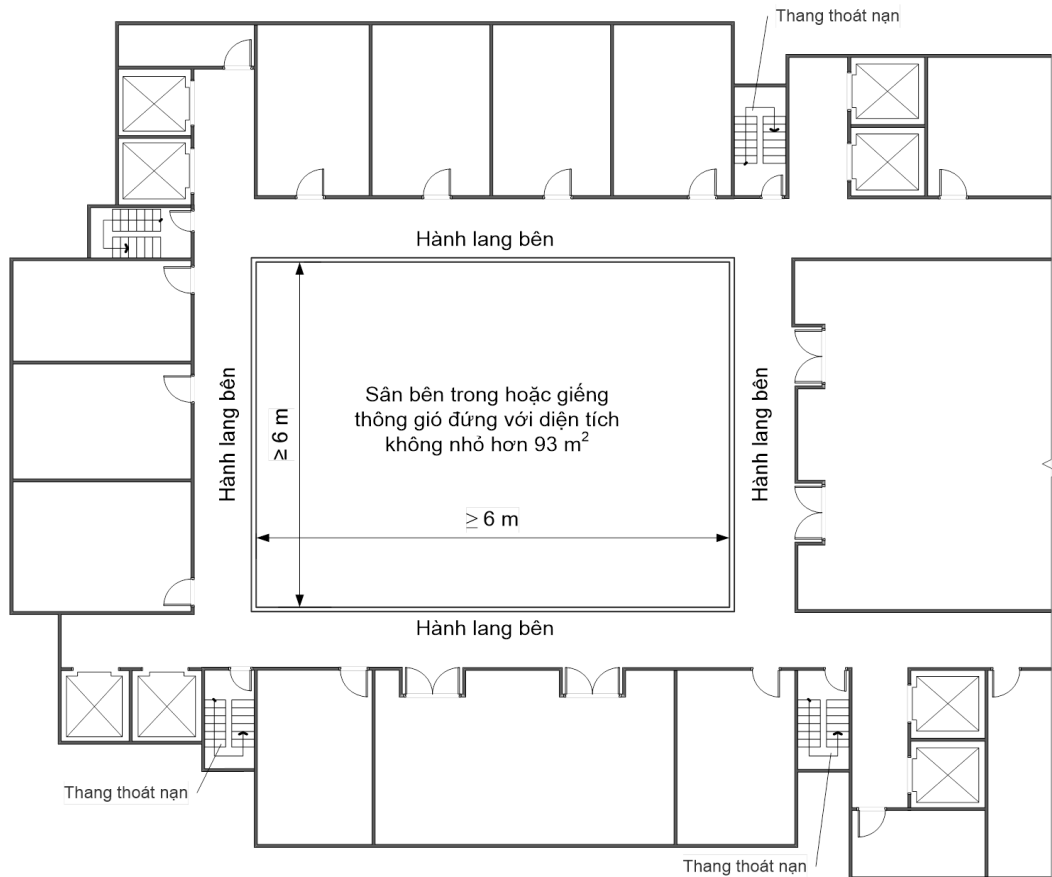 Thang thoát nạn
Hành lang bên
Hành lang bên
≥ 6 m
Sân bên trong hoặc giếng
thông gió đứng với diện tích
không nhỏ hơn 93 m²
Hành lang bên
≥ 6 m
Hành lang bên
Thang thoát nạn
Thang thoát nạn